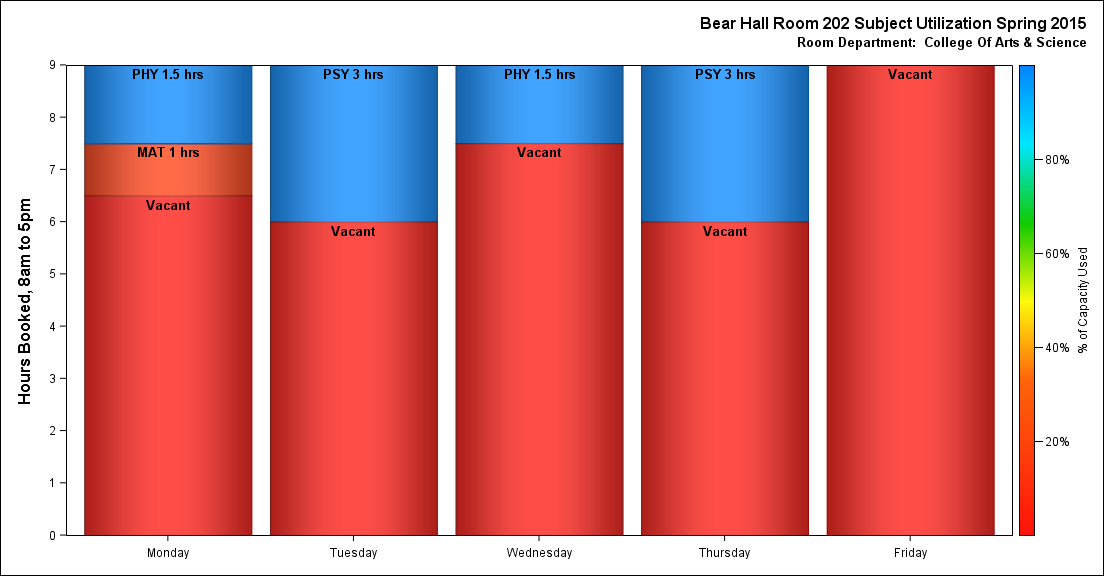 Bear Hall Room 202 Subject Utilization Spring 2015
Room Department:  College Of Arts & Science
Hours Booked, 8am to 5pm
9
8
7
6
5
4
3
2
1
0
PHY 1.5 hrs
MAT 1 hrs
Vacant
PSY 3 hrs
Vacant
PHY 1.5 hrs
Vacant
PSY 3 hrs
Vacant
Vacant
Monday
Tuesday
Wednesday
Thursday
Friday
80%
60%
40%
20%
% of Capacity Used